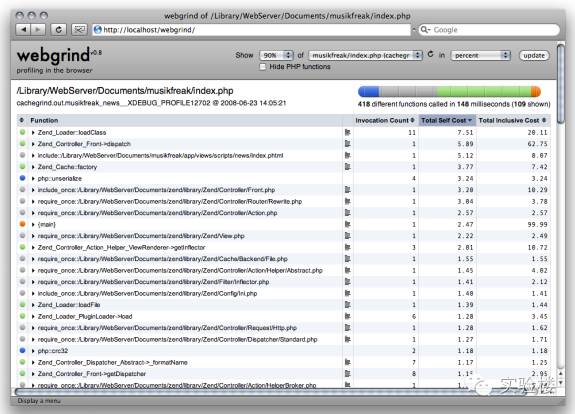 webgrind of /Library/WebServer/Documents/musikfreak/index.php
http://localhost/webgrind/
Google
webgrind v0.8
profiling in the browser
Show 90% of musikfreak/index.php (cachegr in percent update
Hide PHP functions
/Library/WebServer/Documents/musikfreak/index.php
cachegrind.out.musikfreak_news__XDEBUG_PROFILE12702 @ 2008-06-23 14:05:21
418 different functions called in 148 milliseconds (109 shown)
Function Invocation Count Total Self Cost Total Inclusive Cost
Zend_Loader::loadClass 11 7.51 20.11
Zend_Controller_Front->dispatch 1 5.89 62.75
include::/Library/WebServer/Documents/musikfreak/app/views/scripts/news/index.phtml 1 5.12 8.07
Zend_Cache::factory 1 3.77 7.42
php::unserialize 4 3.24 3.24
include_once::/Library/WebServer/Documents/zend/library/Zend/Controller/Front.php 1 3.20 10.29
require_once::/Library/WebServer/Documents/zend/library/Zend/Controller/Router/Rewrite.php 1 3.04 3.78
require_once::/Library/WebServer/Documents/zend/library/Zend/Controller/Action.php 1 2.57 2.57
{main} 1 2.47 99.99
require_once::/Library/WebServer/Documents/zend/library/Zend/View.php 1 2.22 2.49
Zend_Controller_Action_Helper_ViewRenderer->getInflector 3 2.01 10.72
require_once::/Library/WebServer/Documents/zend/library/Zend/Cache/Backend/File.php 1 1.55 1.55
require_once::/Library/WebServer/Documents/zend/library/Zend/Controller/Action/Helper/Abstract.php 1 1.45 4.02
require_once::/Library/WebServer/Documents/zend/library/Zend/Filter/Inflector.php 1 1.41 2.12
include_once::/Library/WebServer/Documents/zend/library/Zend/Config/Ini.php 1 1.40 1.41
Zend_Loader::loadFile 1 1.39 1.44
Zend_Loader_PluginLoader->load 6 1.28 3.45
require_once::/Library/WebServer/Documents/zend/library/Zend/Controller/Request/Http.php 1 1.28 1.62
require_once::/Library/WebServer/Documents/zend/library/Zend/Controller/Dispatcher/Standard.php 1 1.27 1.71
php::crc32 2 1.18 1.18
Zend_Controller_Dispatcher_Abstract->_formatName 7 1.17 1.25
Zend_Controller_Front->getDispatcher 8 1.15 2.95
require_once::/Library/WebServer/Documents/zend/library/Zend/Controller/Action/HelperBroker.php 1
实验楼
Display a menu